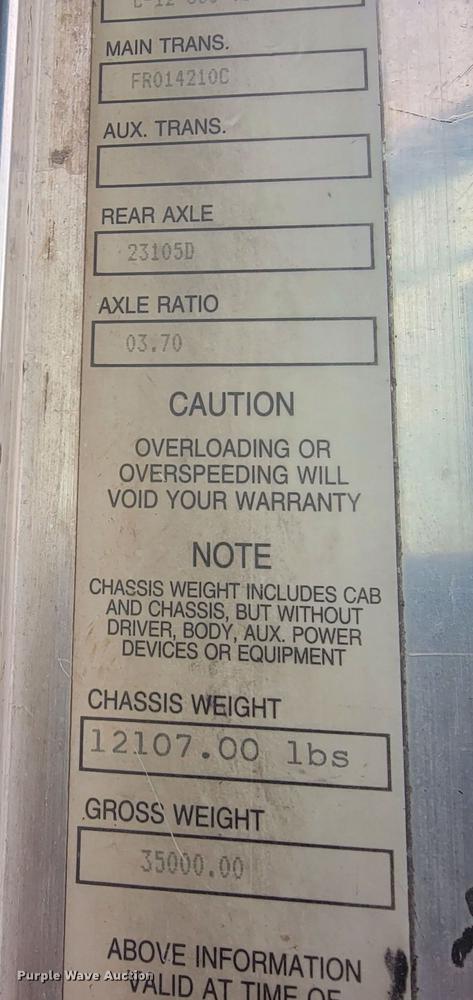 MAIN TRANS.
FR014210C
AUX. TRANS.
REAR AXLE
23105D
AXLE RATIO
03.70
CAUTION
OVERLOADING OR
OVERSPEEDING WILL
VOID YOUR WARRANTY
NOTE
CHASSIS WEIGHT INCLUDES CAB
AND CHASSIS, BUT WITHOUT
DRIVER, BODY, AUX. POWER
DEVICES OR EQUIPMENT
CHASSIS WEIGHT
12107.00 lbs
GROSS WEIGHT
35000.00
ABOVE INFORMATION
VALID AT TIME OF
Purple Wave Auction